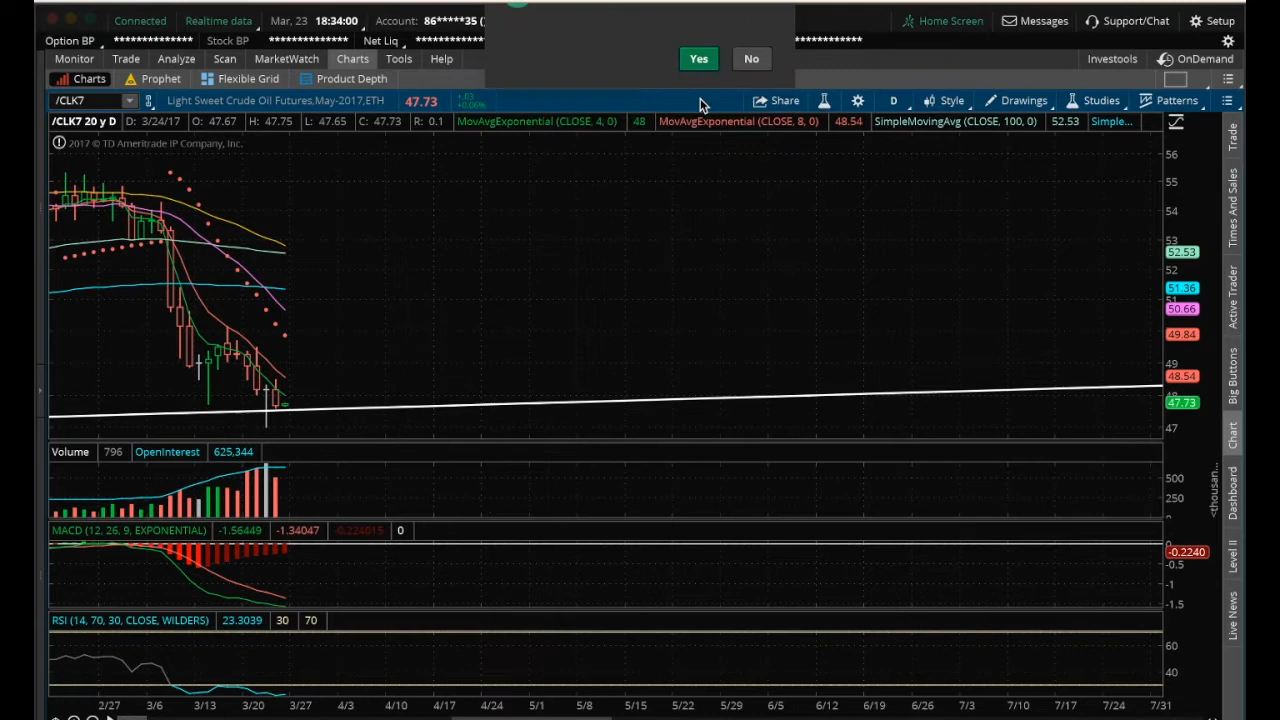 Connected Realtime data Mar, 23 18:34:00 Account: 86*****35 (
Home Screen Messages Support/Chat Setup
Option BP ************** Stock BP ************** Net Liq
Yes No
Monitor Trade Analyze Scan MarketWatch Charts Tools Help Investools OnDemand
Charts Prophet Flexible Grid Product Depth
/CLK7 Light Sweet Crude Oil Futures,May-2017,ETH 47.73 +.03 +0.06% Share D Style Drawings Studies Patterns
/CLK7 20 y D D: 3/24/17 O: 47.67 H: 47.75 L: 47.65 C: 47.73 R: 0.1 MovAvgExponential (CLOSE, 4, 0) 48 MovAvgExponential (CLOSE, 8, 0) 48.54 SimpleMovingAvg (CLOSE, 100, 0) 52.53 Simple...
2017 © TD Ameritrade IP Company, Inc.
56
55
54
53
52.53
52
51.36
51
50.66
49.84
49
48.54
47.73
47
Volume 796 OpenInterest 625,344
500
250
<thousan...
MACD (12, 26, 9, EXPONENTIAL) -1.56449 -1.34047 -0.224015 0
0
-0.2240
-0.5
-1
-1.5
RSI (14, 70, 30, CLOSE, WILDERS) 23.3039 30 70
60
40
2/27 3/6 3/13 3/20 3/27 4/3 4/10 4/17 4/24 5/1 5/8 5/15 5/22 5/29 6/5 6/12 6/19 6/26 7/3 7/10 7/17 7/24 7/31
Trade
Times And Sales
Active Trader
Big Buttons
Chart
Dashboard
Level II
Live News